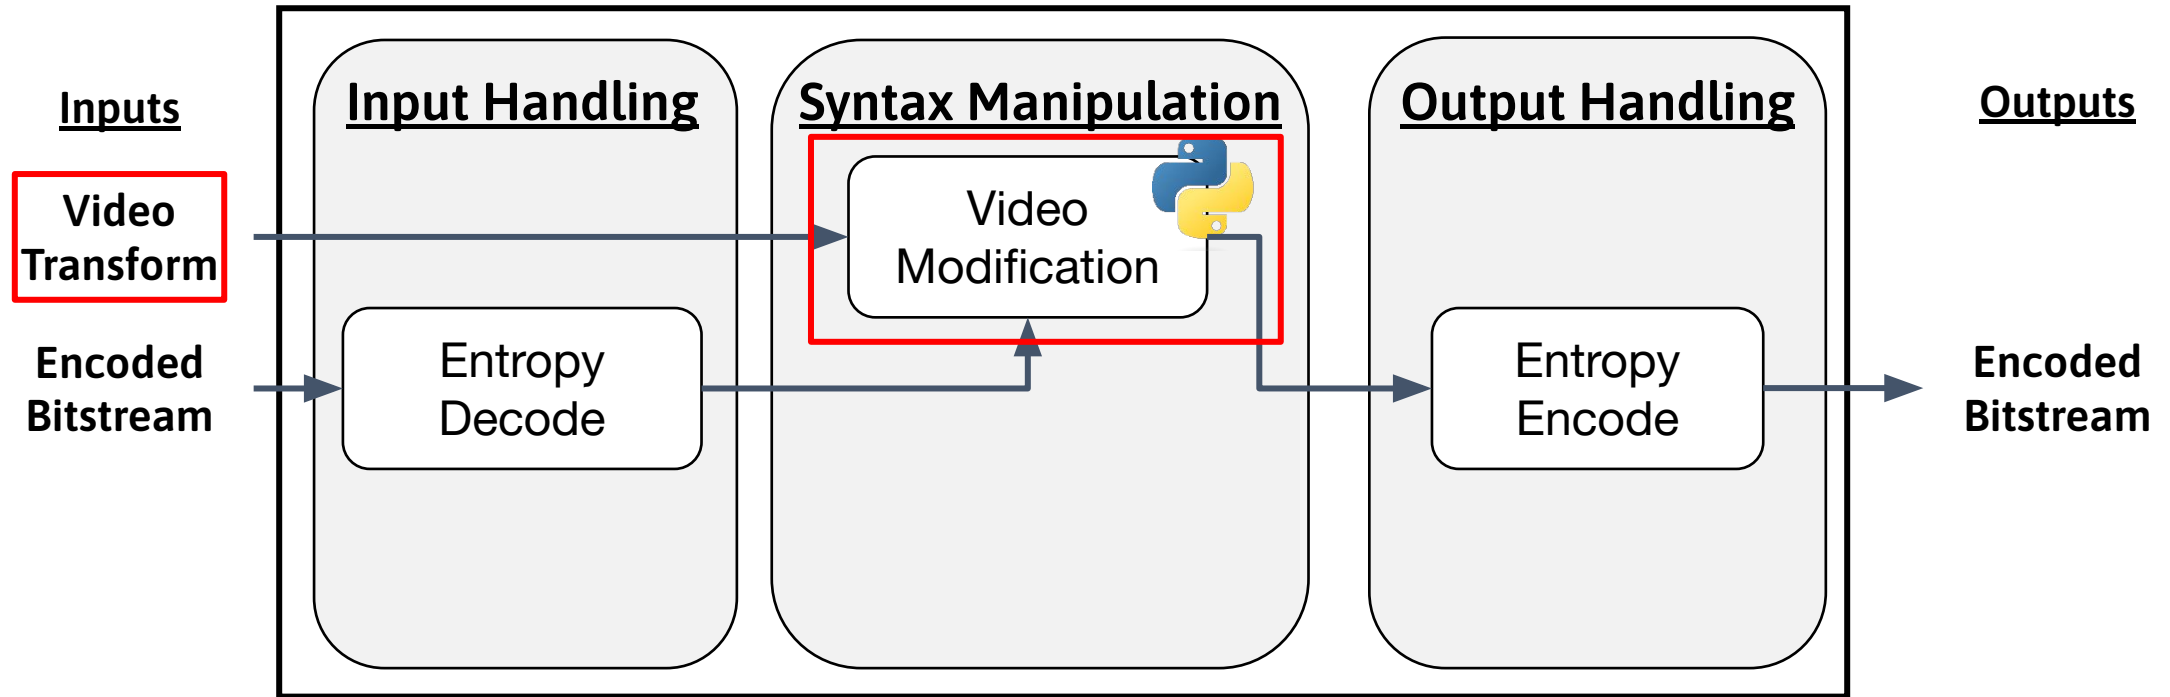 Inputs
Input Handling
Syntax Manipulation
Output Handling
Outputs
Video
Transform
Video
Modification
Encoded
Bitstream
Entropy
Decode
Entropy
Encode
Encoded
Bitstream